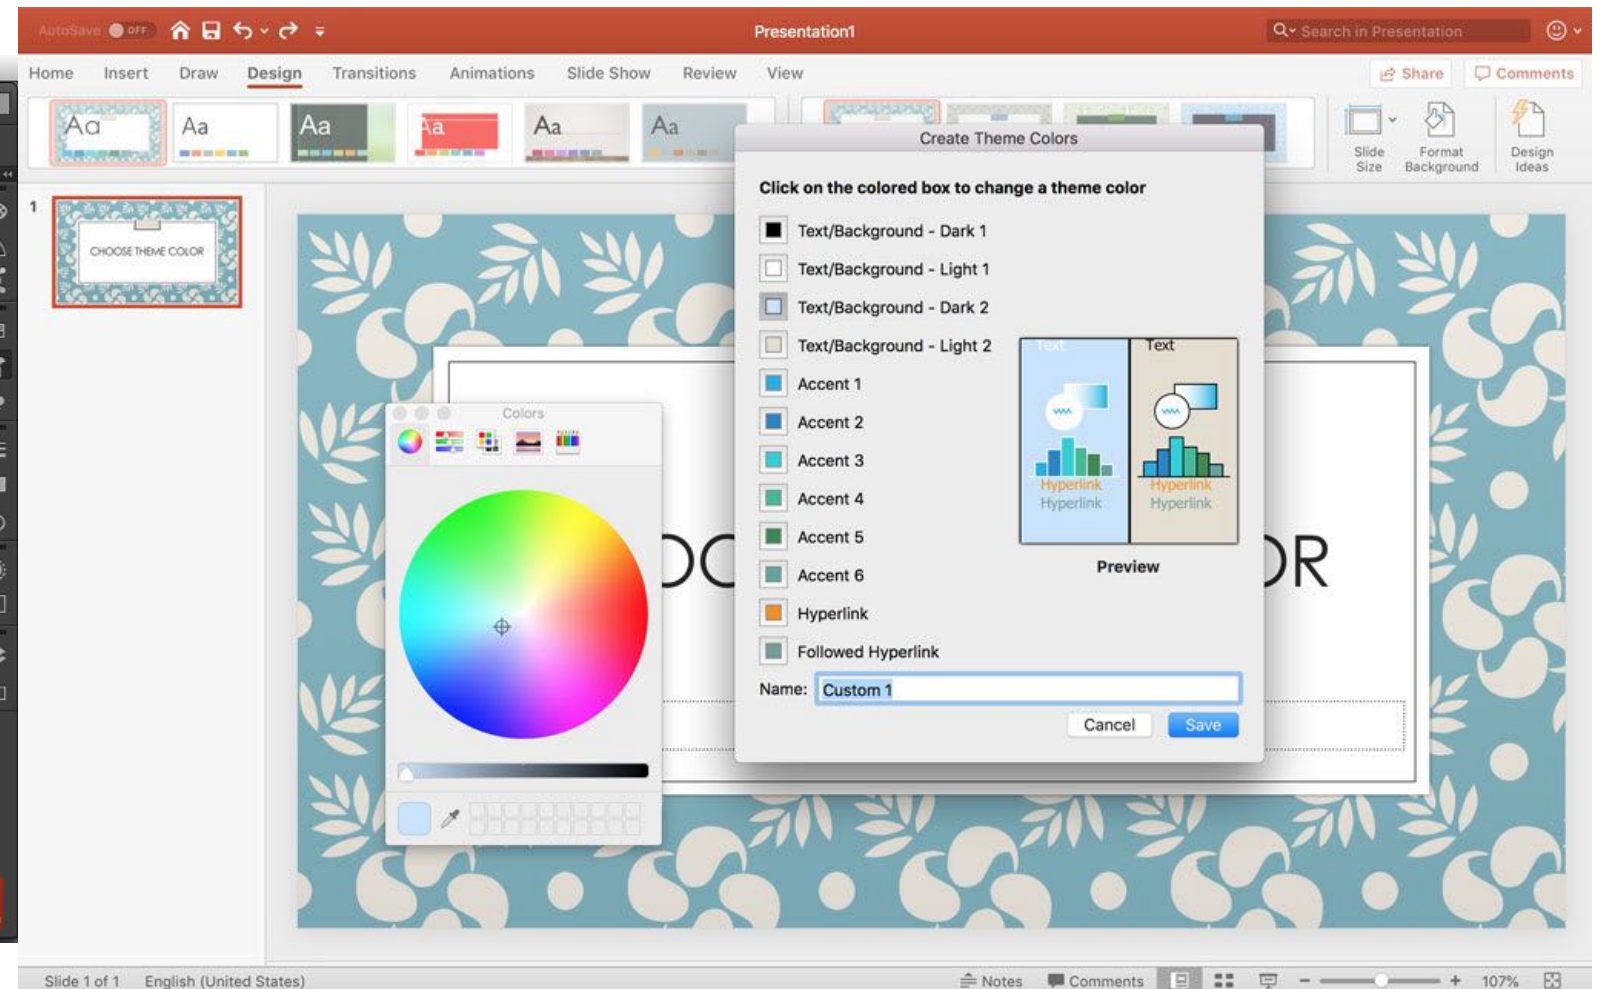 AutoSave OFF
Presentation1
Search in Presentation
Home Insert Draw Design Transitions Animations Slide Show Review View
Share Comments
Aa Aa Aa Aa Aa Aa
Slide Size
Format Background
Design Ideas
1
CHOOSE THEME COLOR
Create Theme Colors
Click on the colored box to change a theme color
Text/Background - Dark 1
Text/Background - Light 1
Text/Background - Dark 2
Text/Background - Light 2
Accent 1
Accent 2
Accent 3
Accent 4
Accent 5
Accent 6
Hyperlink
Followed Hyperlink
Text Text
Hyperlink Hyperlink
Hyperlink Hyperlink
Preview
Name: Custom 1
Cancel Save
Colors
OR
Slide 1 of 1 English (United States)
Notes Comments 107%